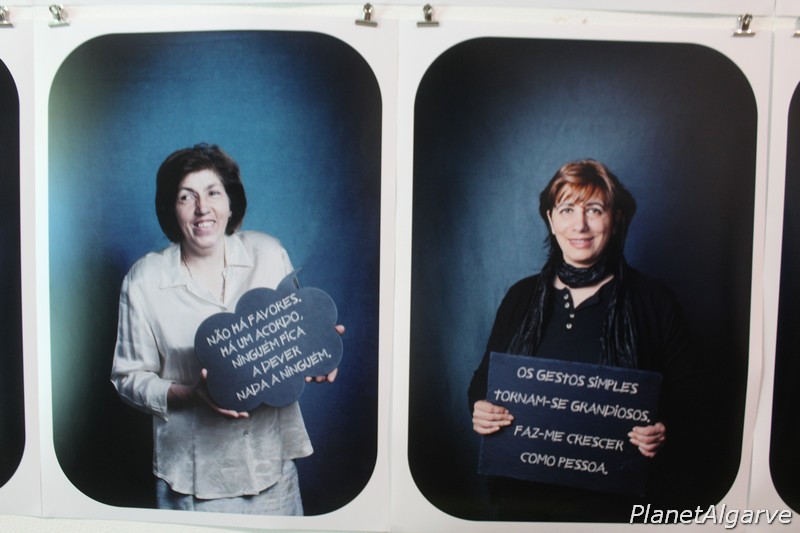 NÃO HÁ FAVORES.
HÁ UM ACORDO,
NINGUÉM FICA
A DEVER
NADA A NINGUÉM.
OS GESTOS SIMPLES
TORNAM-SE GRANDIOSOS.
FAZ-ME CRESCER
COMO PESSOA.
PlanetAlgarve